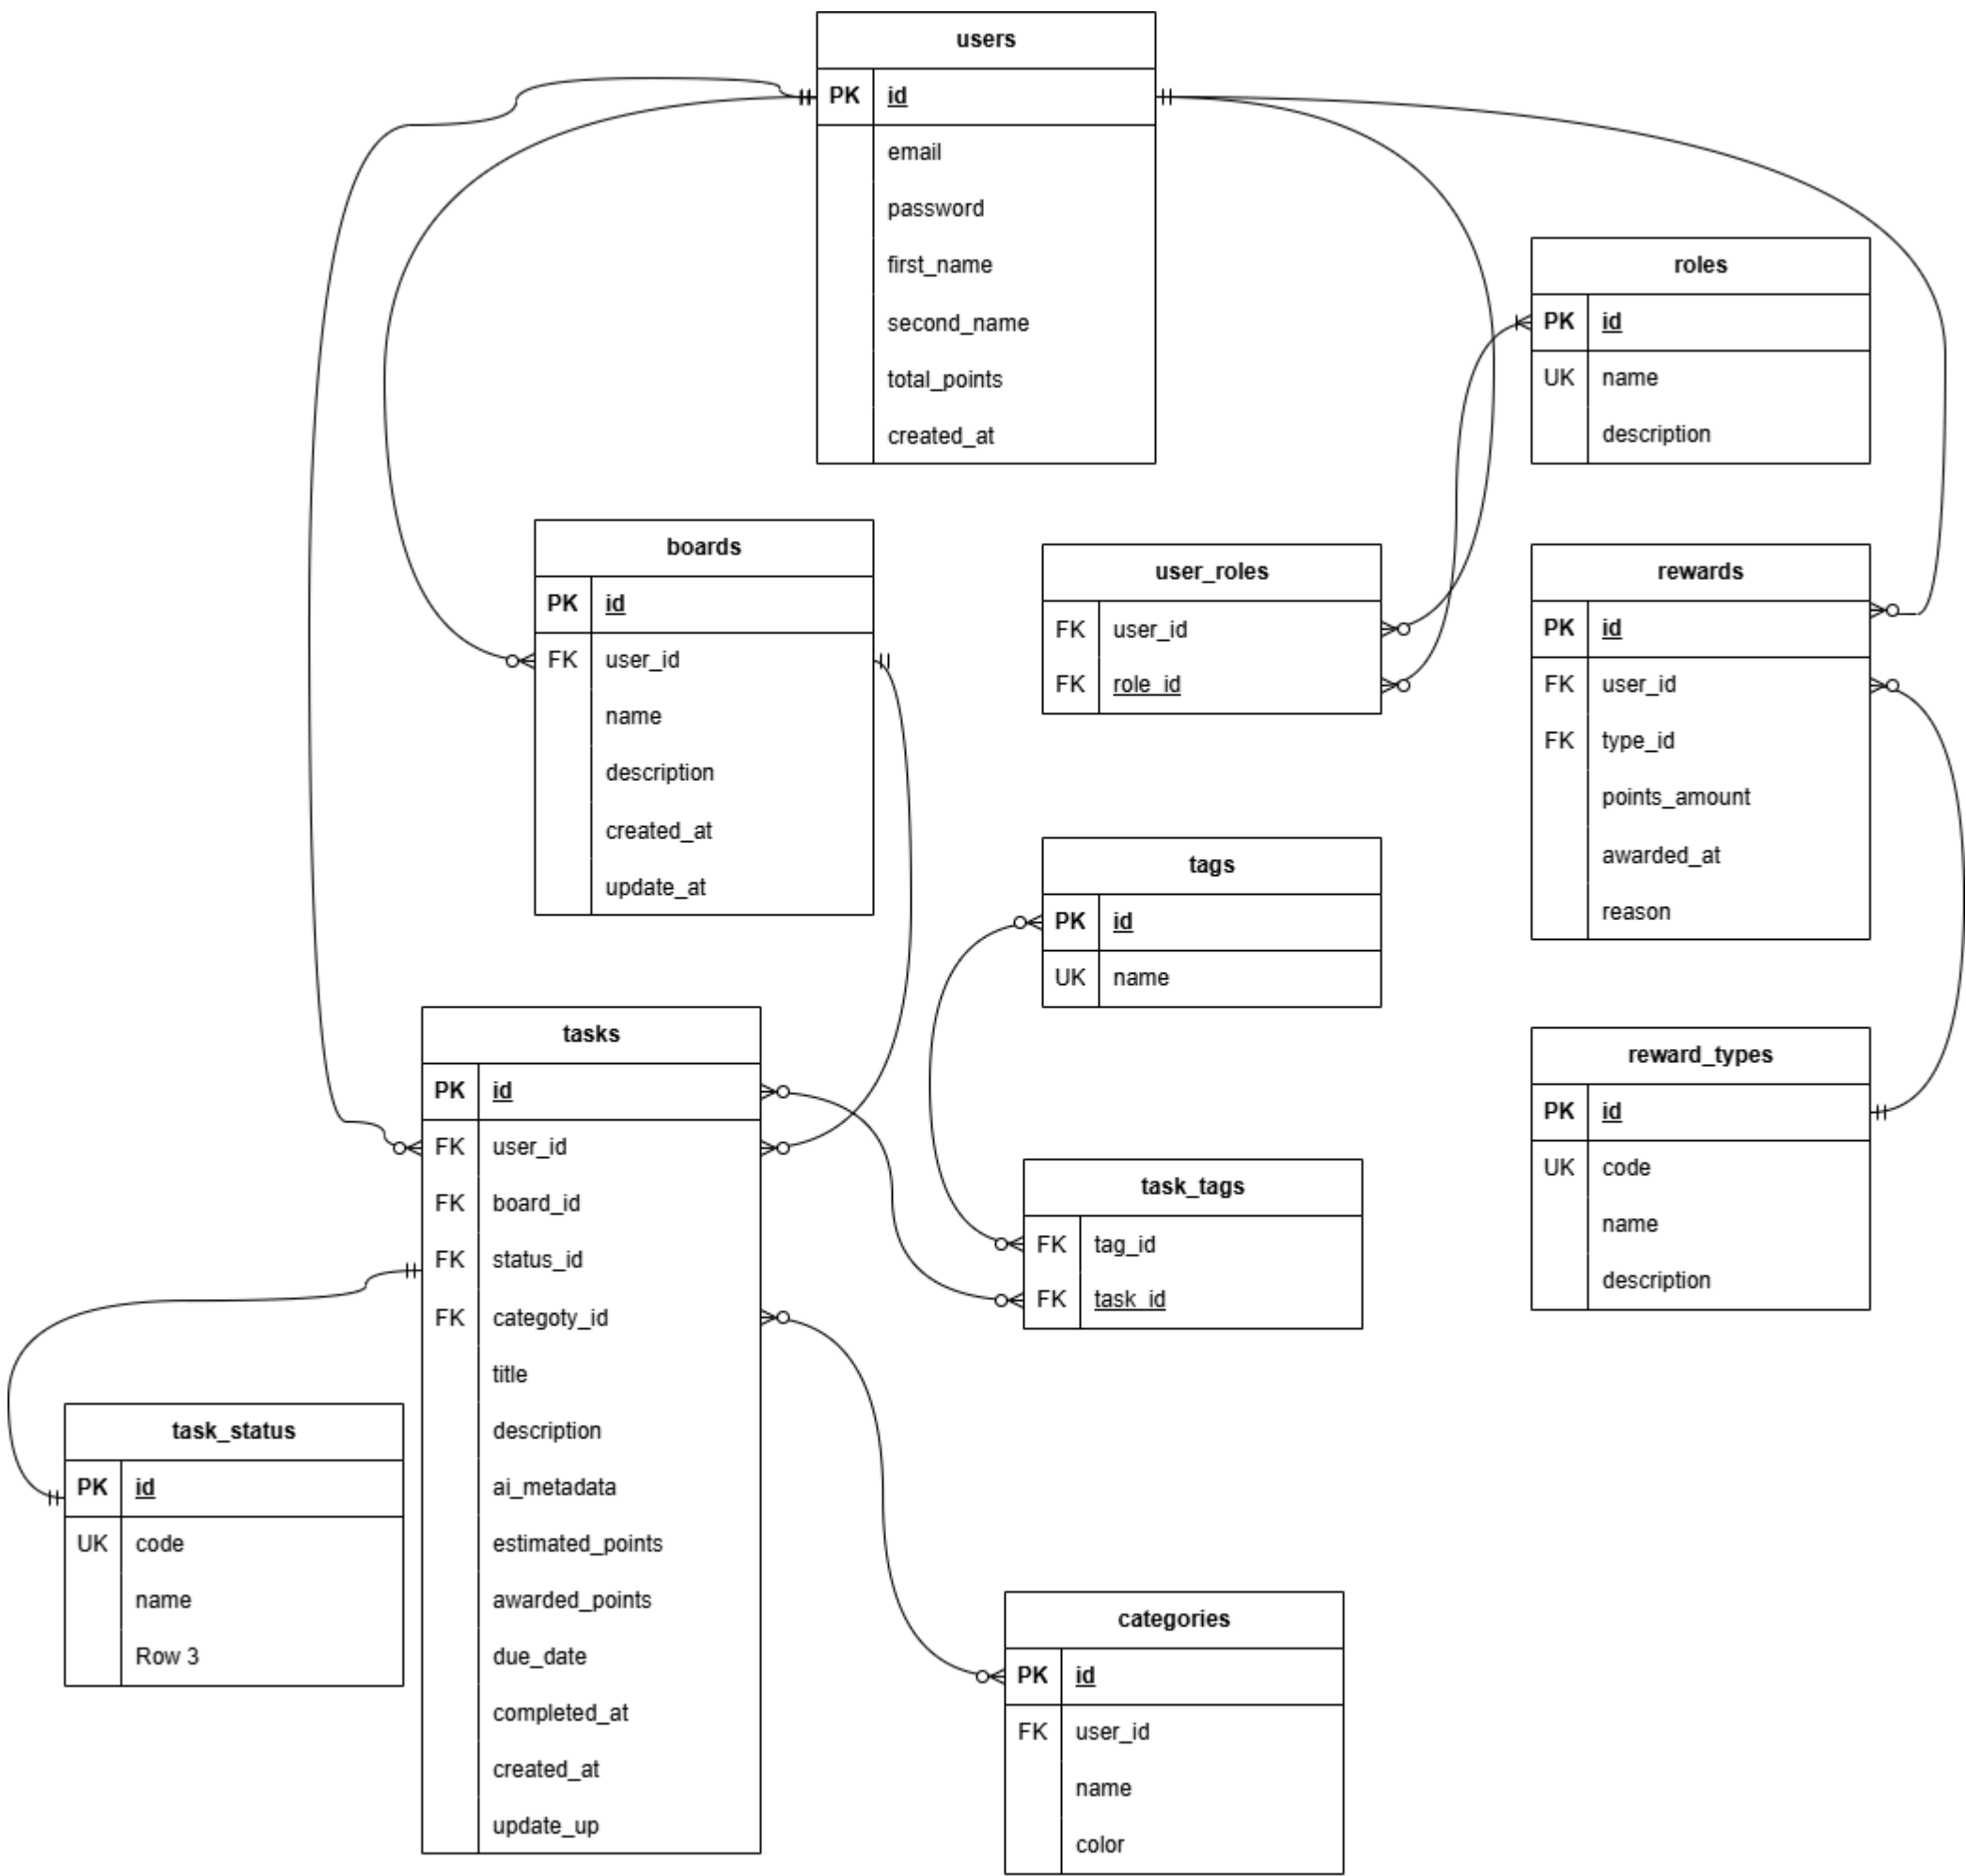 users
PK id
email
password
first_name
second_name
total_points
created_at
roles
PK id
UK name
description
boards
PK id
FK user_id
name
description
created_at
update_at
user_roles
FK user_id
FK role_id
rewards
PK id
FK user_id
FK type_id
points_amount
awarded_at
reason
tags
PK id
UK name
tasks
PK id
FK user_id
FK board_id
FK status_id
FK categoty_id
title
description
ai_metadata
estimated_points
awarded_points
due_date
completed_at
created_at
update_up
reward_types
PK id
UK code
name
description
task_tags
FK tag_id
FK task_id
task_status
PK id
UK code
name
Row 3
categories
PK id
FK user_id
name
color